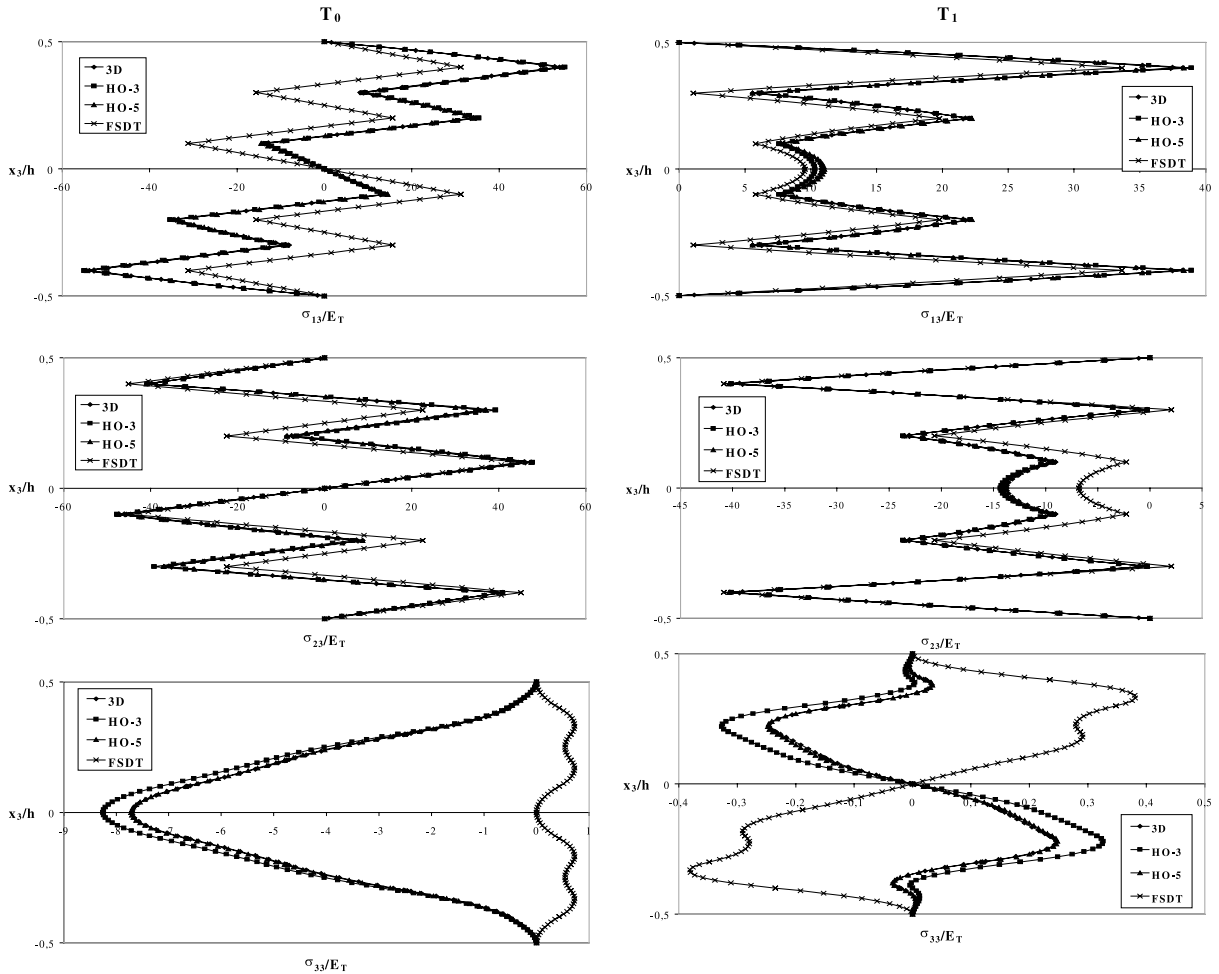 T0
T1
0,5
3D
HO-3
HO-5
FSDT
x3/h
0
-60 -40 -20 0 20 40 60
-0.5
σ13/ET
0.5
3D
HO-3
HO-5
FSDT
x3/h
0
0 5 10 15 20 25 30 35 40
-0.5
σ13/ET
0,5
3D
HO-3
HO-5
FSDT
x3/h
0
-60 -40 -20 0 20 40 60
-0.5
σ23/ET
0,5
3D
HO-3
HO-5
FSDT
x3/h
0
-45 -40 -35 -30 -25 -20 -15 -10 -5 0 5
-0.5
σ23/ET
0,5
3D
HO-3
HO-5
FSDT
x3/h
0
-9 -8 -7 -6 -5 -4 -3 -2 -1 0 1
-0,5
σ33/ET
0,5
x3/h
0
-0,4 -0,3 -0,2 -0,1 0 0,1 0,2 0,3 0,4 0,5
3D
HO-3
HO-5
FSDT
-0,5
σ33/ET